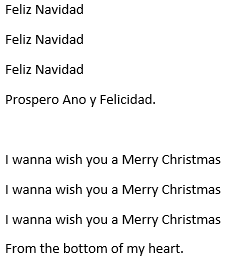 Feliz Navidad
Feliz Navidad
Feliz Navidad
Prospero Ano y Felicidad.
I wanna wish you a Merry Christmas
I wanna wish you a Merry Christmas
I wanna wish you a Merry Christmas
From the bottom of my heart.